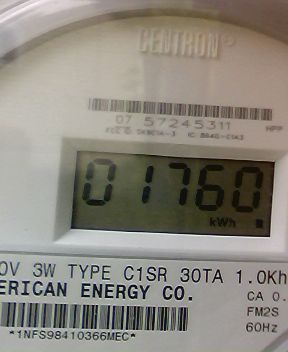 CENTRON®
07 57245311
HPP
01760
kWh
0V 3W TYPE C1SR 30TA 1.0Kh
ERICAN ENERGY CO.
CA 0.
FM2S
*1NFS98410366MEC*
60Hz